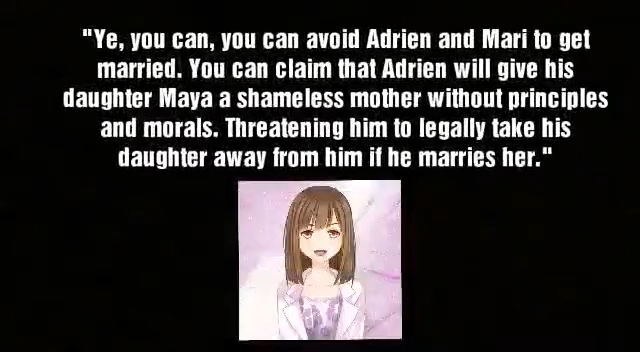 "Ye, you can, you can avoid Adrien and Mari to get
married. You can claim that Adrien will give his
daughter Maya a shameless mother without principles
and morals. Threatening him to legally take his
daughter away from him if he marries her."